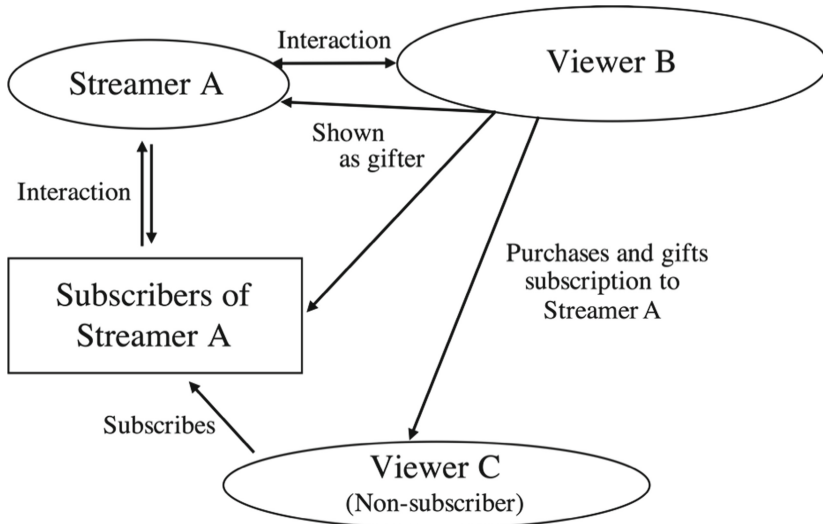 Interaction
Streamer A
Viewer B
Shown
as gifter
Interaction
Purchases and gifts
subscription to
Streamer A
Subscribers of
Streamer A
Subscribes
Viewer C
(Non-subscriber)